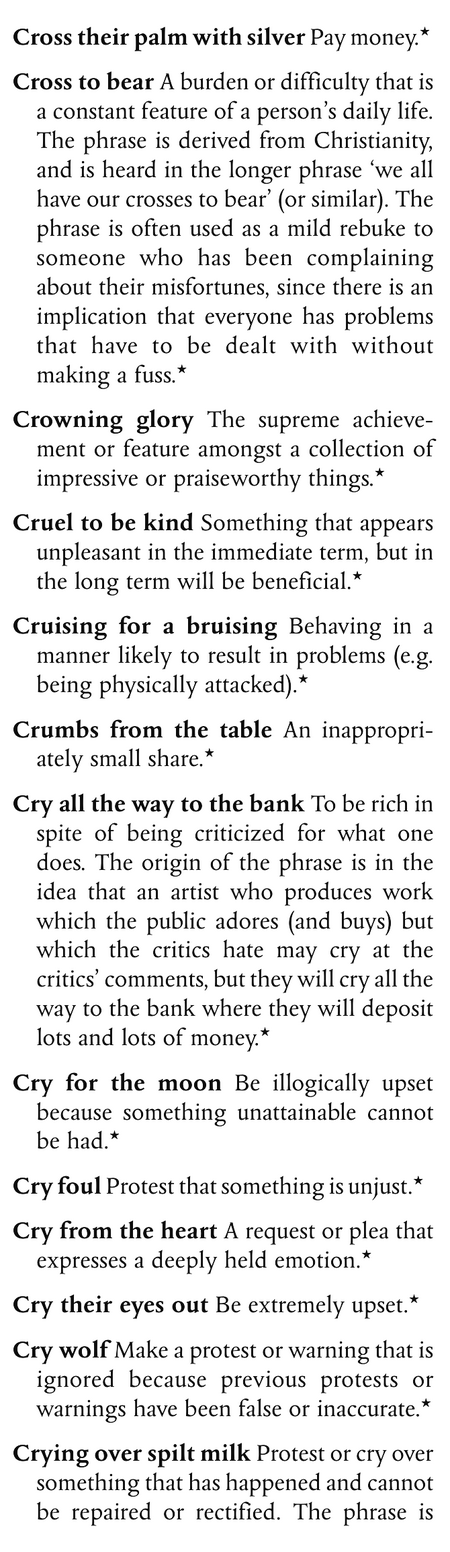 Cross their palm with silver Pay money.★
Cross to bear A burden or difficulty that is
a constant feature of a person’s daily life.
The phrase is derived from Christianity,
and is heard in the longer phrase ‘we all
have our crosses to bear’ (or similar). The
phrase is often used as a mild rebuke to
someone who has been complaining
about their misfortunes, since there is an
implication that everyone has problems
that have to be dealt with without
making a fuss.★
Crowning glory The supreme achieve-
ment or feature amongst a collection of
impressive or praiseworthy things.★
Cruel to be kind Something that appears
unpleasant in the immediate term, but in
the long term will be beneficial.★
Cruising for a bruising Behaving in a
manner likely to result in problems (e.g.
being physically attacked).★
Crumbs from the table An inappropri-
ately small share.★
Cry all the way to the bank To be rich in
spite of being criticized for what one
does. The origin of the phrase is in the
idea that an artist who produces work
which the public adores (and buys) but
which the critics hate may cry at the
critics’ comments, but they will cry all the
way to the bank where they will deposit
lots and lots of money.★
Cry for the moon Be illogically upset
because something unattainable cannot
be had.★
Cry foul Protest that something is unjust.★
Cry from the heart A request or plea that
expresses a deeply held emotion.★
Cry their eyes out Be extremely upset.★
Cry wolf Make a protest or warning that is
ignored because previous protests or
warnings have been false or inaccurate.★
Crying over spilt milk Protest or cry over
something that has happened and cannot
be repaired or rectified. The phrase is